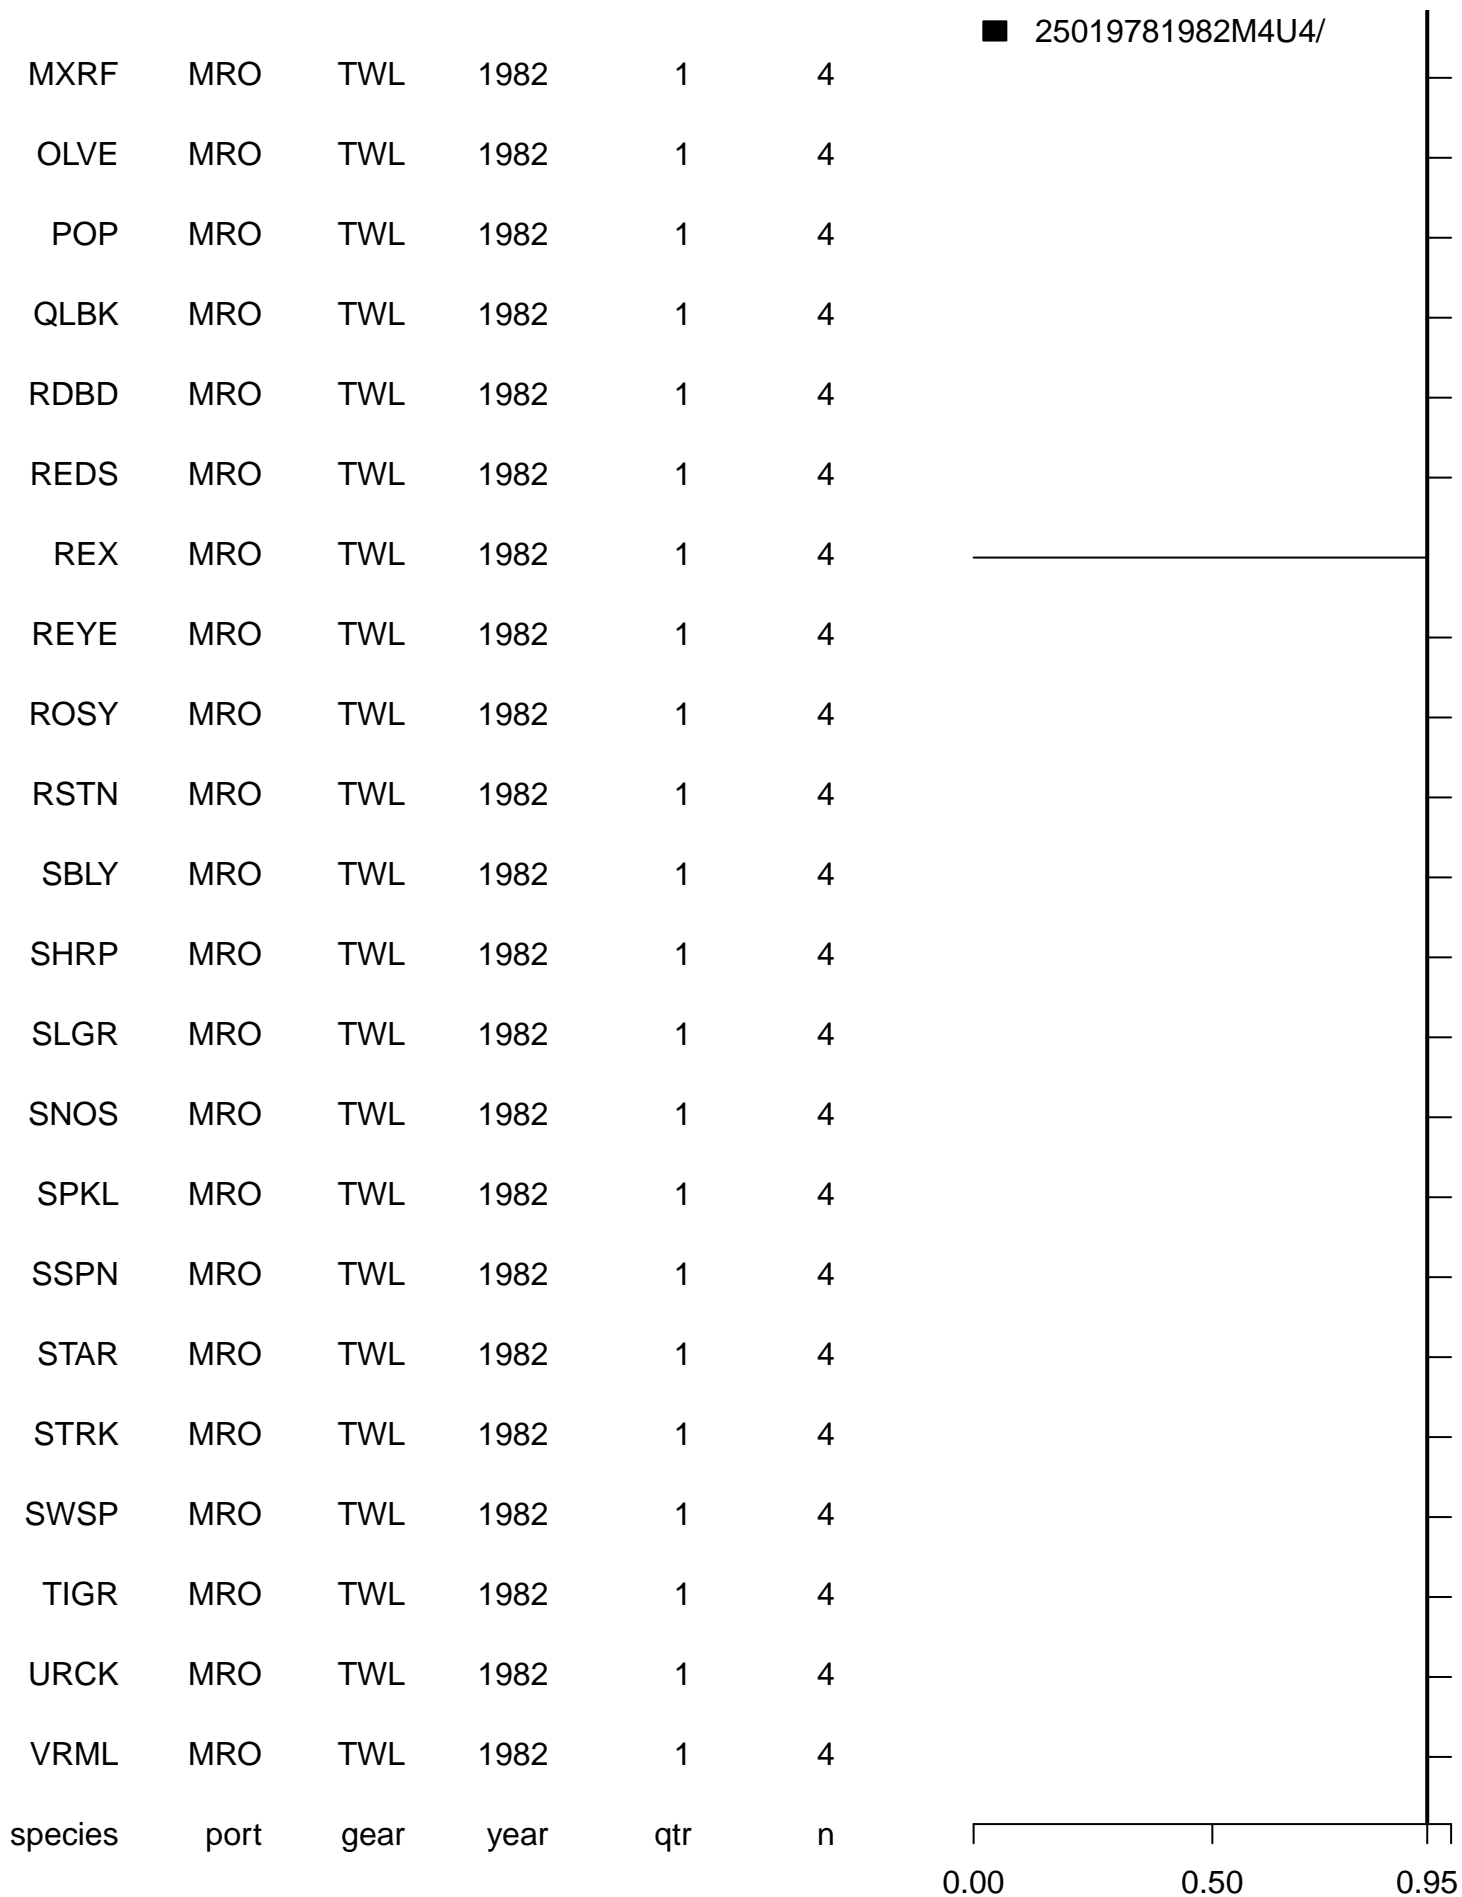 25019781982M4U4/
MXRF MRO TWL 1982 1 4
OLVE MRO TWL 1982 1 4
POP MRO TWL 1982 1 4
QLBK MRO TWL 1982 1 4
RDBD MRO TWL 1982 1 4
REDS MRO TWL 1982 1 4
REX MRO TWL 1982 1 4
REYE MRO TWL 1982 1 4
ROSY MRO TWL 1982 1 4
RSTN MRO TWL 1982 1 4
SBLY MRO TWL 1982 1 4
SHRP MRO TWL 1982 1 4
SLGR MRO TWL 1982 1 4
SNOS MRO TWL 1982 1 4
SPKL MRO TWL 1982 1 4
SSPN MRO TWL 1982 1 4
STAR MRO TWL 1982 1 4
STRK MRO TWL 1982 1 4
SWSP MRO TWL 1982 1 4
TIGR MRO TWL 1982 1 4
URCK MRO TWL 1982 1 4
VRML MRO TWL 1982 1 4
species port gear year qtr n
0.00 0.50 0.95